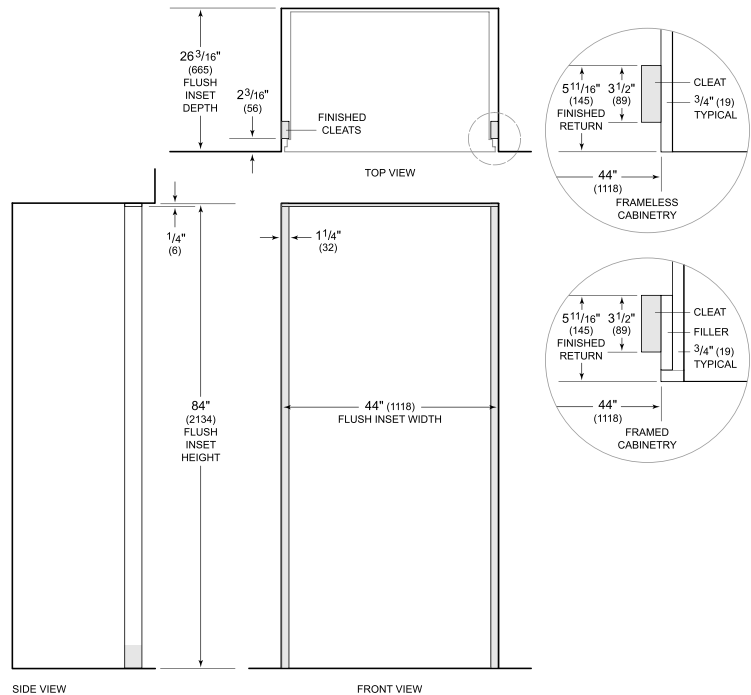 26 3/16"
(665)
FLUSH
INSET
DEPTH
2 3/16"
(56)
FINISHED
CLEATS
TOP VIEW
5 11/16"
(145)
FINISHED
RETURN
3 1/2"
(89)
CLEAT
3/4" (19)
TYPICAL
44"
(1118)
FRAMELESS
CABINETRY
1/4"
(6)
1 1/4"
(32)
84"
(2134)
FLUSH
INSET
HEIGHT
44" (1118)
FLUSH INSET WIDTH
5 11/16"
(145)
FINISHED
RETURN
3 1/2"
(89)
CLEAT
FILLER
3/4" (19)
TYPICAL
44"
(1118)
FRAMED
CABINETRY
SIDE VIEW
FRONT VIEW